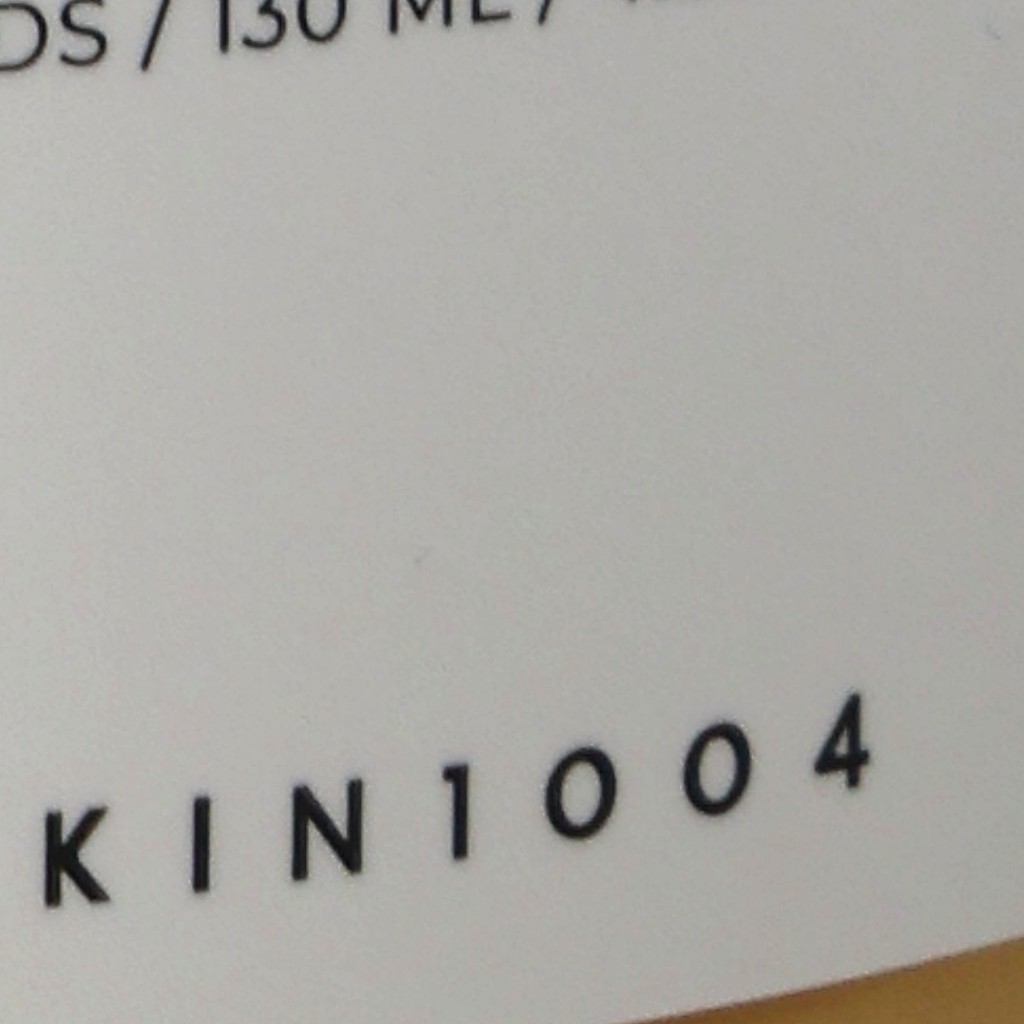 DS / 130 ML /
KIN1004